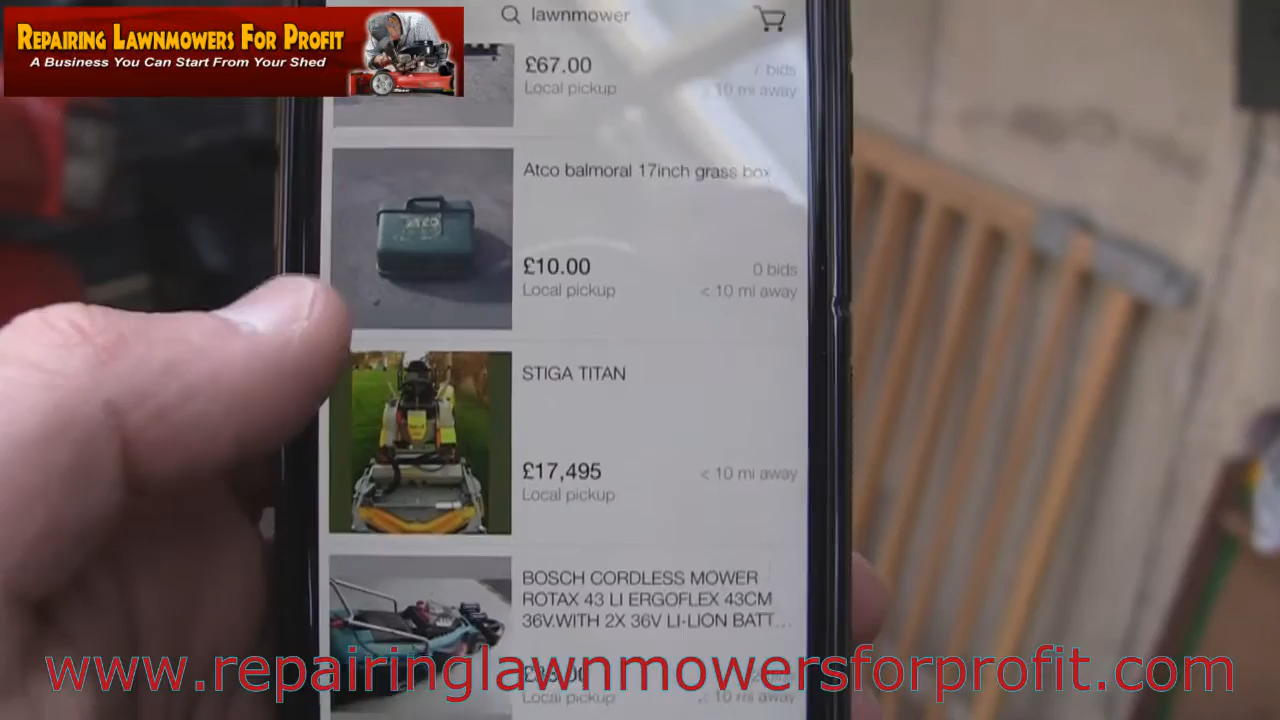 REPAIRING LAWNMOWERS FOR PROFIT
A Business You Can Start From Your Shed
lawnmower
£67.00
7 bids
Local pickup
< 10 mi away
Atco balmoral 17inch grass box
ATCO
£10.00
0 bids
Local pickup
< 10 mi away
STIGA TITAN
£17,495
< 10 mi away
Local pickup
BOSCH CORDLESS MOWER
ROTAX 43 LI ERGOFLEX 43CM
36V.WITH 2X 36V LI-LION BATT...
www.repairinglawnmowersforprofit.com
Local pickup
< 10 mi away